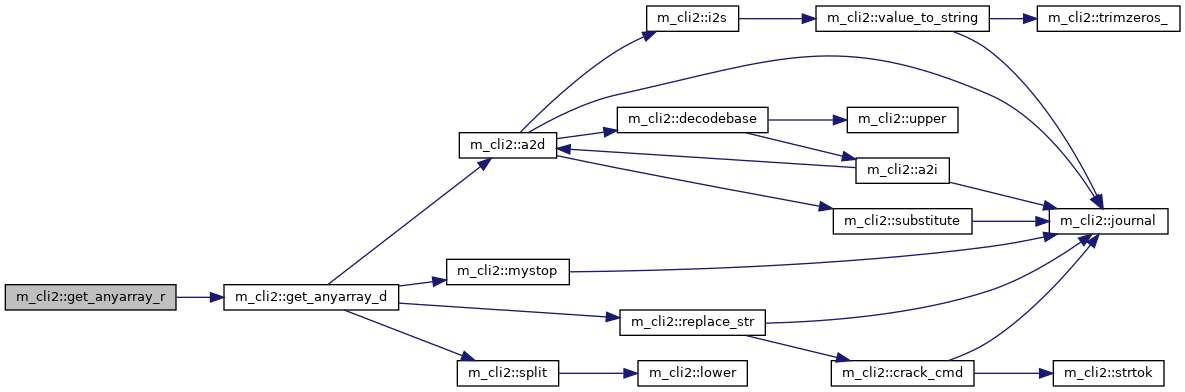 m_cli2::i2s
m_cli2::value_to_string
m_cli2::trimzeros_
m_cli2::decodebase
m_cli2::upper
m_cli2::a2d
m_cli2::a2i
m_cli2::substitute
m_cli2::journal
m_cli2::mystop
m_cli2::get_anyarray_r
m_cli2::get_anyarray_d
m_cli2::replace_str
m_cli2::split
m_cli2::lower
m_cli2::crack_cmd
m_cli2::strtok